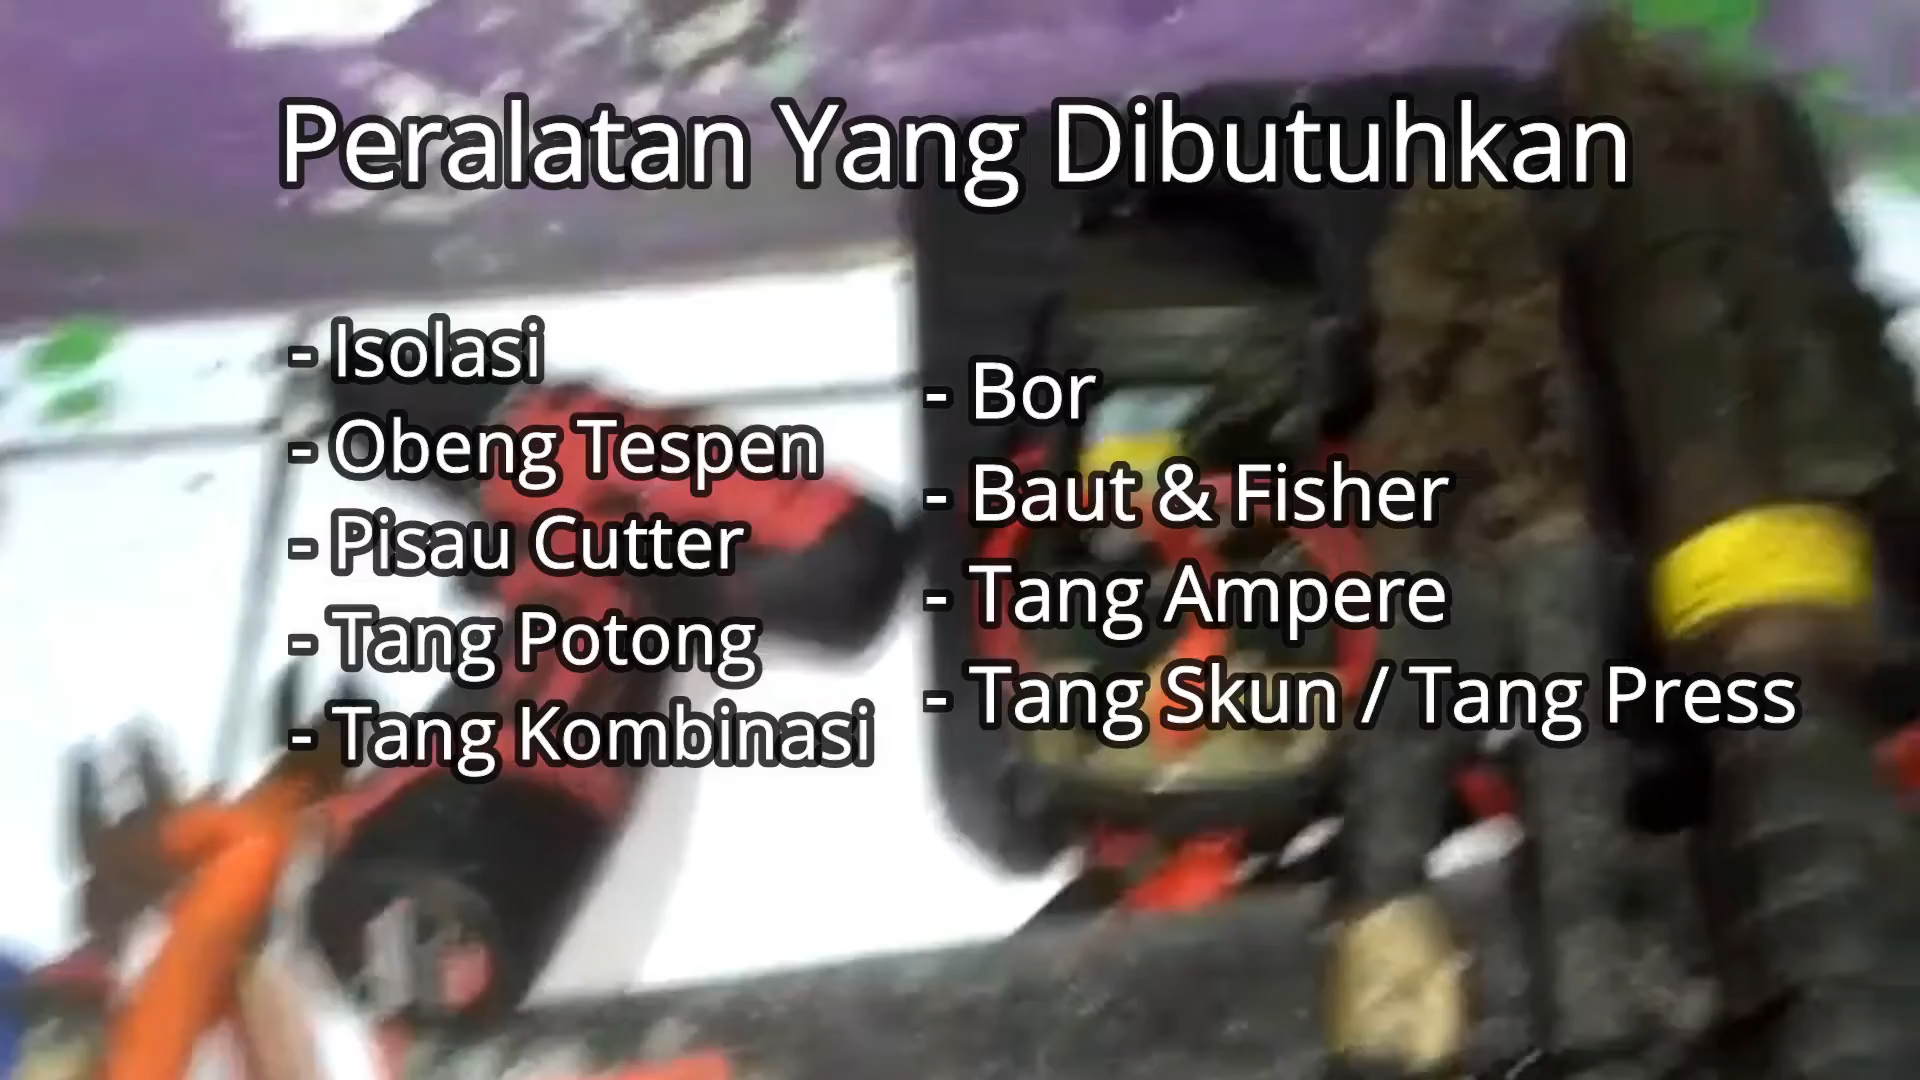 Peralatan Yang Dibutuhkan
- Isolasi
- Obeng Tespen
- Pisau Cutter
- Tang Potong
- Tang Kombinasi
- Bor
- Baut & Fisher
- Tang Ampere
- Tang Skun / Tang Press